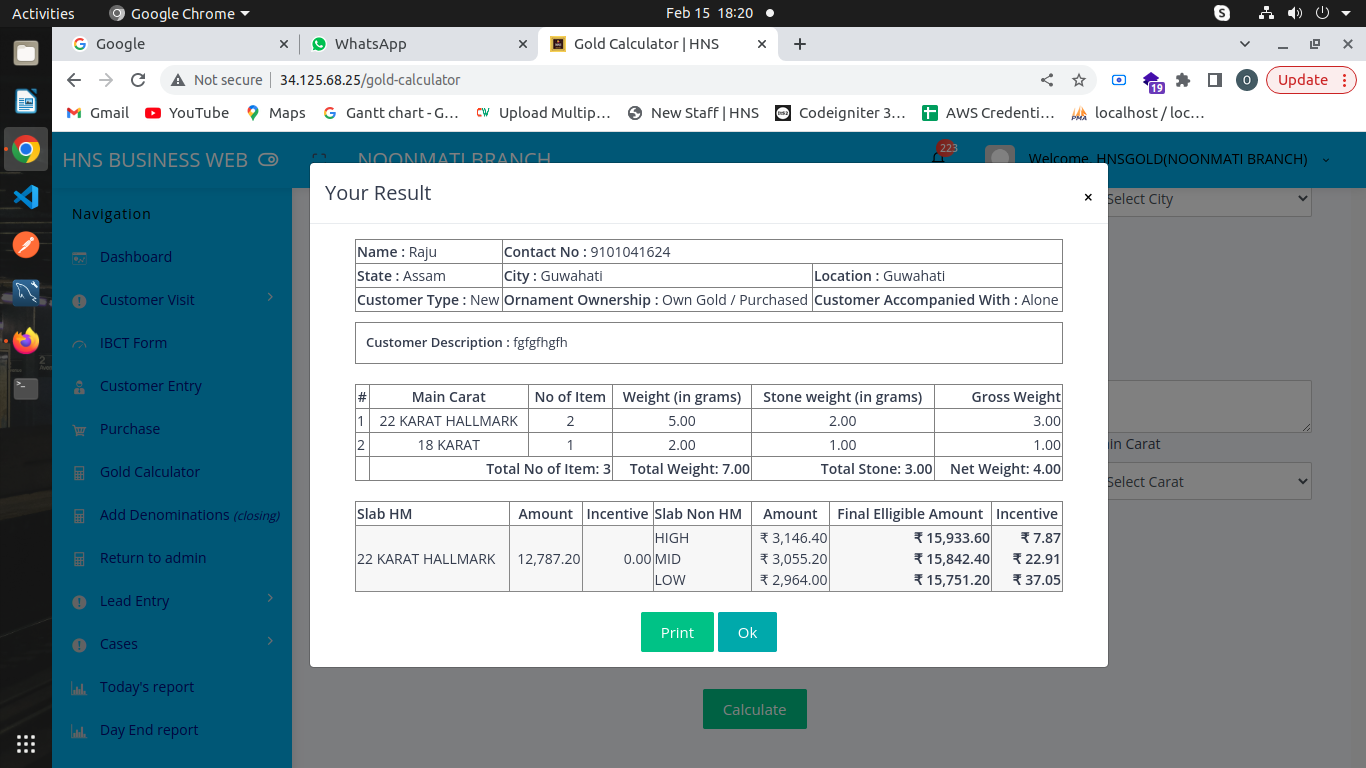 Activities Google Chrome Feb 15 18:20
Google WhatsApp Gold Calculator | HNS
Not secure 34.125.68.25/gold-calculator 19 O Update
Gmail YouTube Maps Gantt chart - G... Upload Multip... New Staff | HNS Codeigniter 3... AWS Credenti... localhost / loc...
HNS BUSINESS WEB NOONMATI BRANCH 223 Welcome HNSGOLD(NOONMATI BRANCH)
Navigation
Dashboard
Customer Visit
IBCT Form
Customer Entry
Purchase
Gold Calculator
Add Denominations (closing)
Return to admin
Lead Entry
Cases
Today's report
Day End report
Your Result ×
Name : Raju Contact No : 9101041624
State : Assam City : Guwahati Location : Guwahati
Customer Type : New Ornament Ownership : Own Gold / Purchased Customer Accompanied With : Alone
Customer Description : fgfgfhgfh
# Main Carat No of Item Weight (in grams) Stone weight (in grams) Gross Weight
1 22 KARAT HALLMARK 2 5.00 2.00 3.00
2 18 KARAT 1 2.00 1.00 1.00
Total No of Item: 3 Total Weight: 7.00 Total Stone: 3.00 Net Weight: 4.00
Slab HM Amount Incentive Slab Non HM Amount Final Elligible Amount Incentive
HIGH ₹ 3,146.40 ₹ 15,933.60 ₹ 7.87
22 KARAT HALLMARK 12,787.20 0.00 MID ₹ 3,055.20 ₹ 15,842.40 ₹ 22.91
LOW ₹ 2,964.00 ₹ 15,751.20 ₹ 37.05
Print Ok
Select City
Carat
Select Carat
Calculate